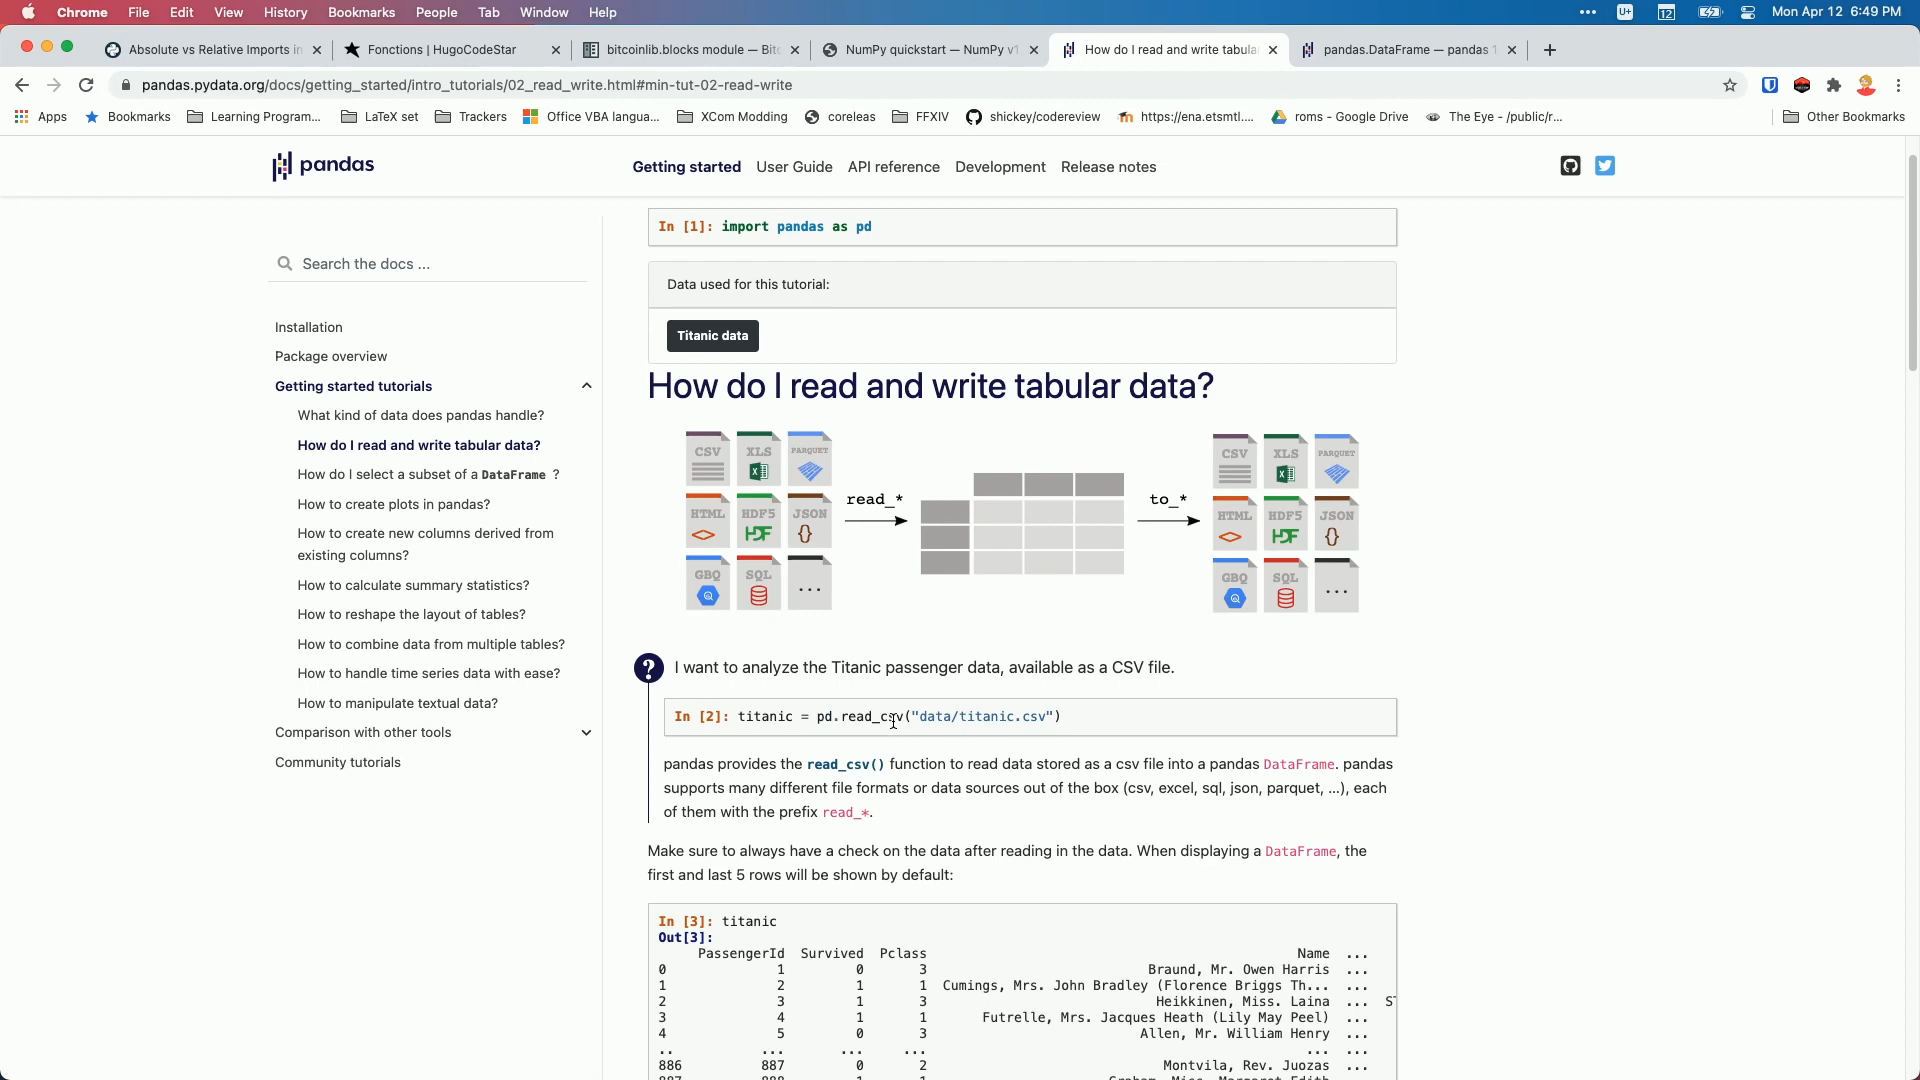 Chrome File Edit View History Bookmarks People Tab Window Help
U+ 12 Mon Apr 12 6:49 PM
Absolute vs Relative Imports in
Fonctions | HugoCodeStar
bitcoinlib.blocks module — Bitc
NumPy quickstart — NumPy v1
How do I read and write tabula
pandas.DataFrame — pandas 1
pandas.pydata.org/docs/getting_started/intro_tutorials/02_read_write.html#min-tut-02-read-write
Apps Bookmarks Learning Program... LaTeX set Trackers Office VBA langua... XCom Modding coreleas FFXIV shickey/codereview https://ena.etsmtl.... roms - Google Drive The Eye - /public/r... Other Bookmarks
pandas
Getting started User Guide API reference Development Release notes
Search the docs ...
Installation
Package overview
Getting started tutorials
What kind of data does pandas handle?
How do I read and write tabular data?
How do I select a subset of a DataFrame ?
How to create plots in pandas?
How to create new columns derived from
existing columns?
How to calculate summary statistics?
How to reshape the layout of tables?
How to combine data from multiple tables?
How to handle time series data with ease?
How to manipulate textual data?
Comparison with other tools
Community tutorials
In [1]: import pandas as pd
Data used for this tutorial:
Titanic data
How do I read and write tabular data?
CSV XLS PARQUET
HTML HDF5 JSON
<> HDF {}
GBQ SQL ...
read_*
to_*
CSV XLS PARQUET
HTML HDF5 JSON
<> HDF {}
GBQ SQL ...
? I want to analyze the Titanic passenger data, available as a CSV file.
In [2]: titanic = pd.read_csv("data/titanic.csv")
pandas provides the read_csv() function to read data stored as a csv file into a pandas DataFrame. pandas
supports many different file formats or data sources out of the box (csv, excel, sql, json, parquet, …), each
of them with the prefix read_*.
Make sure to always have a check on the data after reading in the data. When displaying a DataFrame, the
first and last 5 rows will be shown by default:
In [3]: titanic
Out[3]:
PassengerId Survived Pclass Name ...
0 1 0 3 Braund, Mr. Owen Harris ...
1 2 1 1 Cumings, Mrs. John Bradley (Florence Briggs Th... ...
2 3 1 3 Heikkinen, Miss. Laina ... ST
3 4 1 1 Futrelle, Mrs. Jacques Heath (Lily May Peel) ...
4 5 0 3 Allen, Mr. William Henry ...
.. ... ... ... ... ...
886 887 0 2 Montvila, Rev. Juozas ...